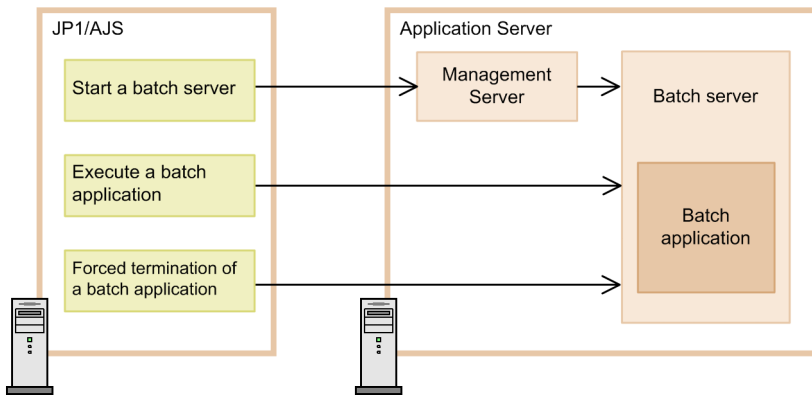 JP1/AJS
Start a batch server
Execute a batch
application
Forced termination of
a batch application
Application Server
Management
Server
Batch server
Batch
application